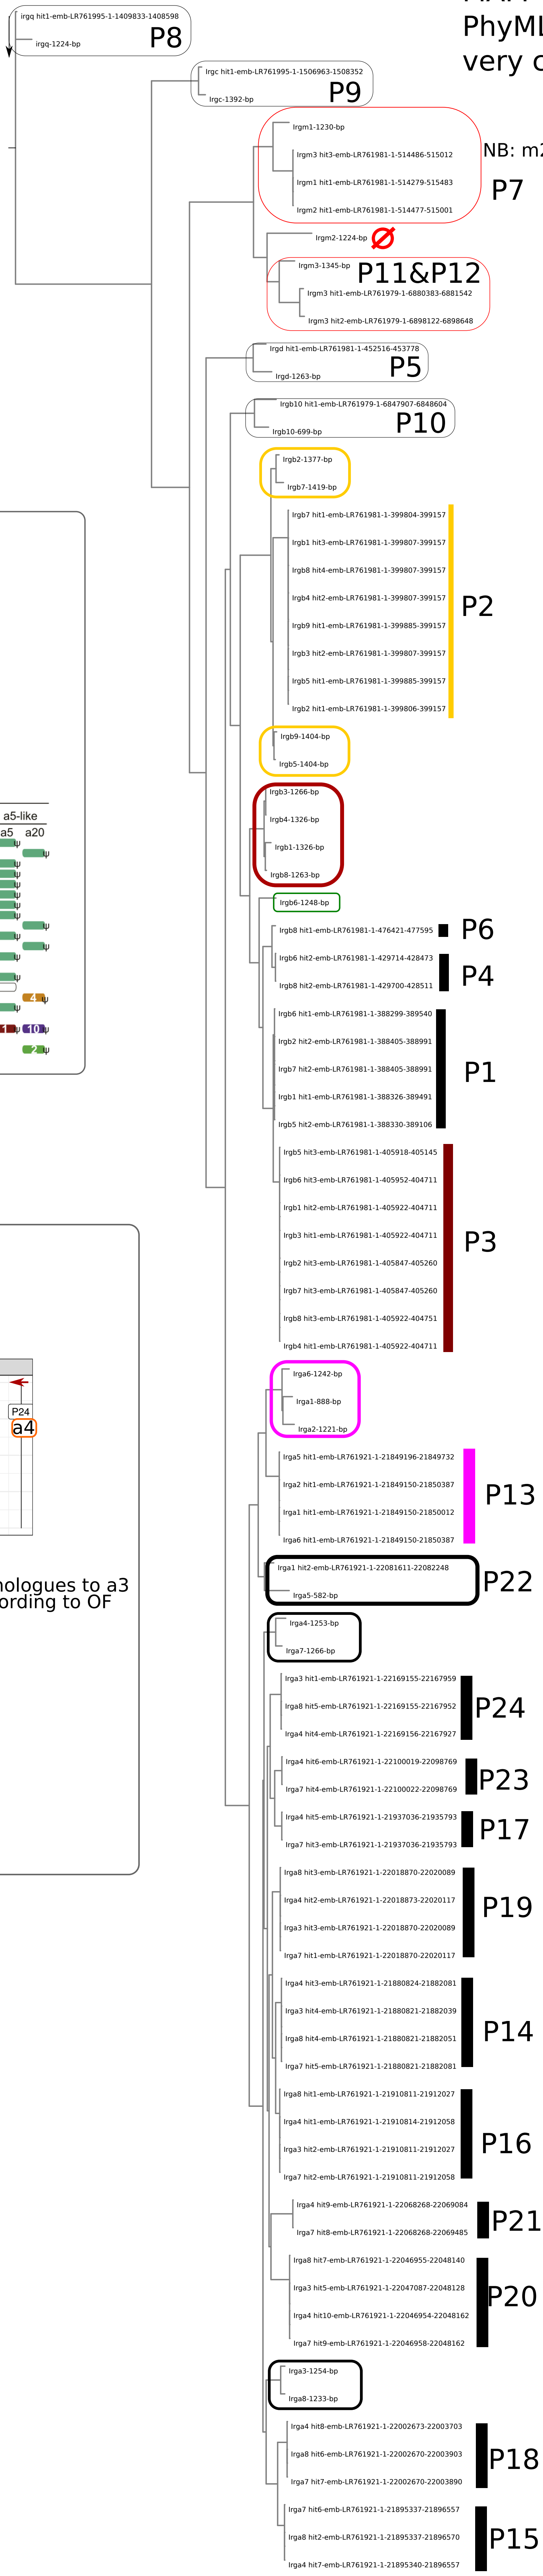 PhyML
very c
irgq hit1-emb-LR761995-1-1409833-1408598
P8
irgq-1224-bp
Irgc hit1-emb-LR761995-1-1506963-1508352
P9
Irgc-1392-bp
Irgm1-1230-bp
NB: m2
Irgm3 hit3-emb-LR761981-1-514486-515012
Irgm1 hit1-emb-LR761981-1-514279-515483
P7
Irgm2 hit1-emb-LR761981-1-514477-515001
Irgm2-1224-bp
Irgm3-1345-bp
P11&P12
Irgm3 hit1-emb-LR761979-1-6880383-6881542
Irgm3 hit2-emb-LR761979-1-6898122-6898648
Irgd hit1-emb-LR761981-1-452516-453778
P5
Irgd-1263-bp
Irgb10 hit1-emb-LR761979-1-6847907-6848604
P10
Irgb10-699-bp
Irgb2-1377-bp
Irgb7-1419-bp
Irgb7 hit1-emb-LR761981-1-399804-399157
Irgb1 hit3-emb-LR761981-1-399807-399157
Irgb8 hit4-emb-LR761981-1-399807-399157
Irgb4 hit2-emb-LR761981-1-399807-399157
P2
Irgb9 hit1-emb-LR761981-1-399885-399157
Irgb3 hit2-emb-LR761981-1-399807-399157
Irgb5 hit1-emb-LR761981-1-399885-399157
Irgb2 hit1-emb-LR761981-1-399806-399157
Irgb9-1404-bp
Irgb5-1404-bp
Irgb3-1266-bp
Irgb4-1326-bp
Irgb1-1326-bp
Irgb8-1263-bp
a5-like
a5 a20
ψ
ψ
ψ
ψ
ψ
ψ
ψ
ψ
ψ
ψ
ψ
ψ
ψ
4 ψ
ψ
1 ψ 10 ψ
2 ψ
Irgb6-1248-bp
Irgb8 hit1-emb-LR761981-1-476421-477595
P6
Irgb6 hit2-emb-LR761981-1-429714-428473
P4
Irgb8 hit2-emb-LR761981-1-429700-428511
Irgb6 hit1-emb-LR761981-1-388299-389540
Irgb2 hit2-emb-LR761981-1-388405-388991
Irgb7 hit2-emb-LR761981-1-388405-388991
P1
Irgb1 hit1-emb-LR761981-1-388326-389491
Irgb5 hit2-emb-LR761981-1-388330-389106
Irgb5 hit3-emb-LR761981-1-405918-405145
Irgb6 hit3-emb-LR761981-1-405952-404711
Irgb1 hit2-emb-LR761981-1-405922-404711
Irgb3 hit1-emb-LR761981-1-405922-404711
P3
Irgb2 hit3-emb-LR761981-1-405847-405260
Irgb7 hit3-emb-LR761981-1-405847-405260
Irgb8 hit3-emb-LR761981-1-405922-404751
Irgb4 hit1-emb-LR761981-1-405922-404711
Irga6-1242-bp
Irga1-888-bp
Irga2-1221-bp
P24
a4
Irga5 hit1-emb-LR761921-1-21849196-21849732
Irga2 hit1-emb-LR761921-1-21849150-21850387
P13
Irga1 hit1-emb-LR761921-1-21849150-21850012
Irga6 hit1-emb-LR761921-1-21849150-21850387
Irga1 hit2-emb-LR761921-1-22081611-22082248
P22
Irga5-582-bp
nologues to a3
ording to OF
Irga4-1253-bp
Irga7-1266-bp
Irga3 hit1-emb-LR761921-1-22169155-22167959
Irga8 hit5-emb-LR761921-1-22169155-22167952
P24
Irga4 hit4-emb-LR761921-1-22169156-22167927
Irga4 hit6-emb-LR761921-1-22100019-22098769
P23
Irga7 hit4-emb-LR761921-1-22100022-22098769
Irga4 hit5-emb-LR761921-1-21937036-21935793
P17
Irga7 hit3-emb-LR761921-1-21937036-21935793
Irga8 hit3-emb-LR761921-1-22018870-22020089
Irga4 hit2-emb-LR761921-1-22018873-22020117
P19
Irga3 hit3-emb-LR761921-1-22018870-22020089
Irga7 hit1-emb-LR761921-1-22018870-22020117
Irga4 hit3-emb-LR761921-1-21880824-21882081
Irga3 hit4-emb-LR761921-1-21880821-21882039
P14
Irga8 hit4-emb-LR761921-1-21880821-21882051
Irga7 hit5-emb-LR761921-1-21880821-21882081
Irga8 hit1-emb-LR761921-1-21910811-21912027
Irga4 hit1-emb-LR761921-1-21910814-21912058
P16
Irga3 hit2-emb-LR761921-1-21910811-21912027
Irga7 hit2-emb-LR761921-1-21910811-21912058
Irga4 hit9-emb-LR761921-1-22068268-22069084
P21
Irga7 hit8-emb-LR761921-1-22068268-22069485
Irga8 hit7-emb-LR761921-1-22046955-22048140
Irga3 hit5-emb-LR761921-1-22047087-22048128
P20
Irga4 hit10-emb-LR761921-1-22046954-22048162
Irga7 hit9-emb-LR761921-1-22046958-22048162
Irga3-1254-bp
Irga8-1233-bp
Irga4 hit8-emb-LR761921-1-22002673-22003703
Irga8 hit6-emb-LR761921-1-22002670-22003903
P18
Irga7 hit7-emb-LR761921-1-22002670-22003890
Irga7 hit6-emb-LR761921-1-21895337-21896557
Irga8 hit2-emb-LR761921-1-21895337-21896570
P15
Irga4 hit7-emb-LR761921-1-21895340-21896557